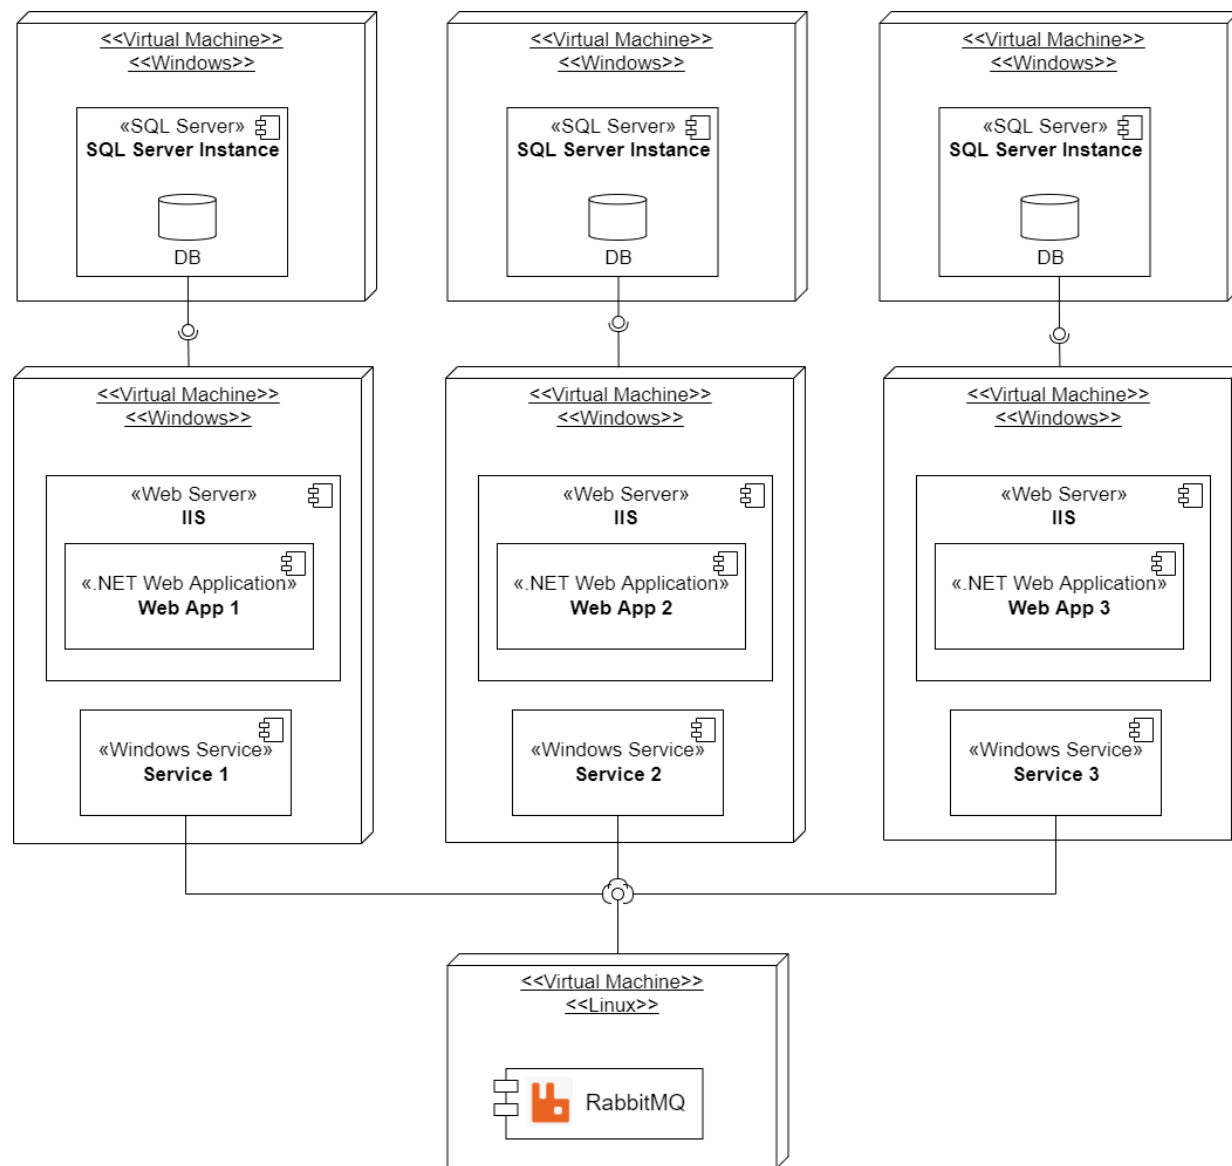 <<Virtual Machine>>
<<Windows>>
«SQL Server»
SQL Server Instance
DB
<<Virtual Machine>>
<<Windows>>
«SQL Server»
SQL Server Instance
DB
<<Virtual Machine>>
<<Windows>>
«SQL Server»
SQL Server Instance
DB
<<Virtual Machine>>
<<Windows>>
«Web Server»
IIS
«.NET Web Application»
Web App 1
«Windows Service»
Service 1
<<Virtual Machine>>
<<Windows>>
«Web Server»
IIS
«.NET Web Application»
Web App 2
«Windows Service»
Service 2
<<Virtual Machine>>
<<Windows>>
«Web Server»
IIS
«.NET Web Application»
Web App 3
«Windows Service»
Service 3
<<Virtual Machine>>
<<Linux>>
RabbitMQ